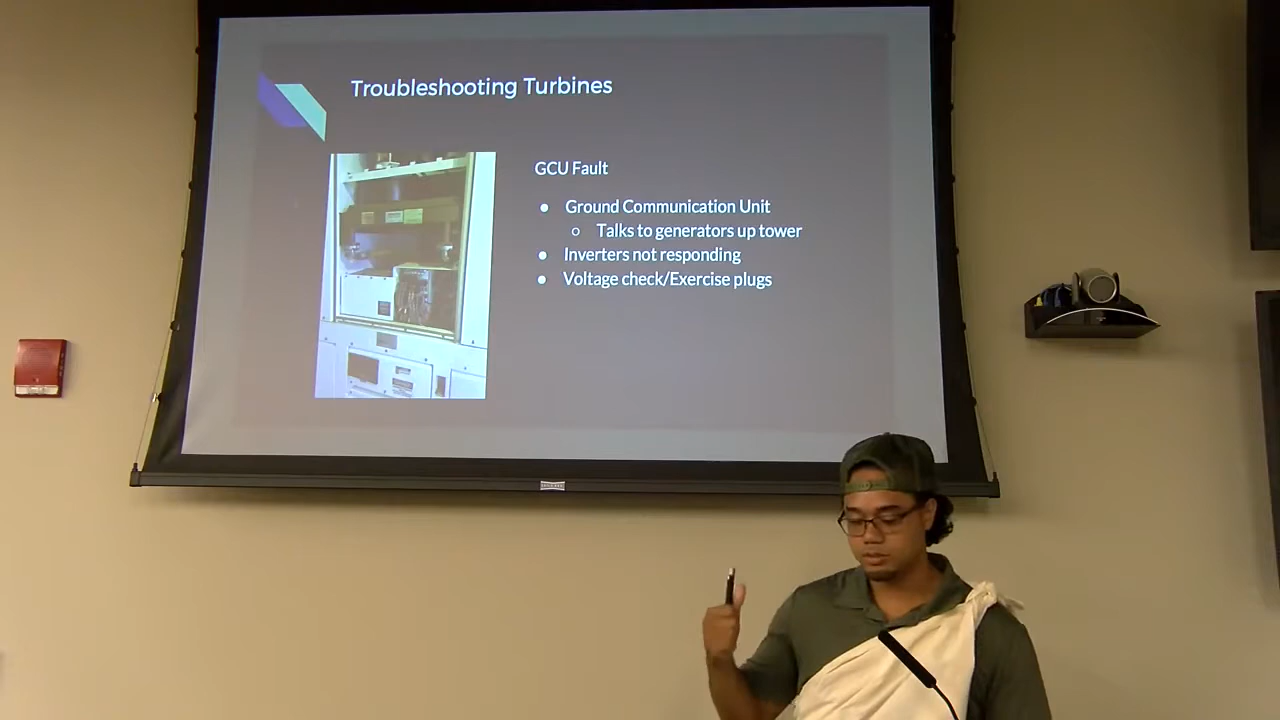 Troubleshooting Turbines
GCU Fault
Ground Communication Unit
Talks to generators up tower
Inverters not responding
Voltage check/Exercise plugs